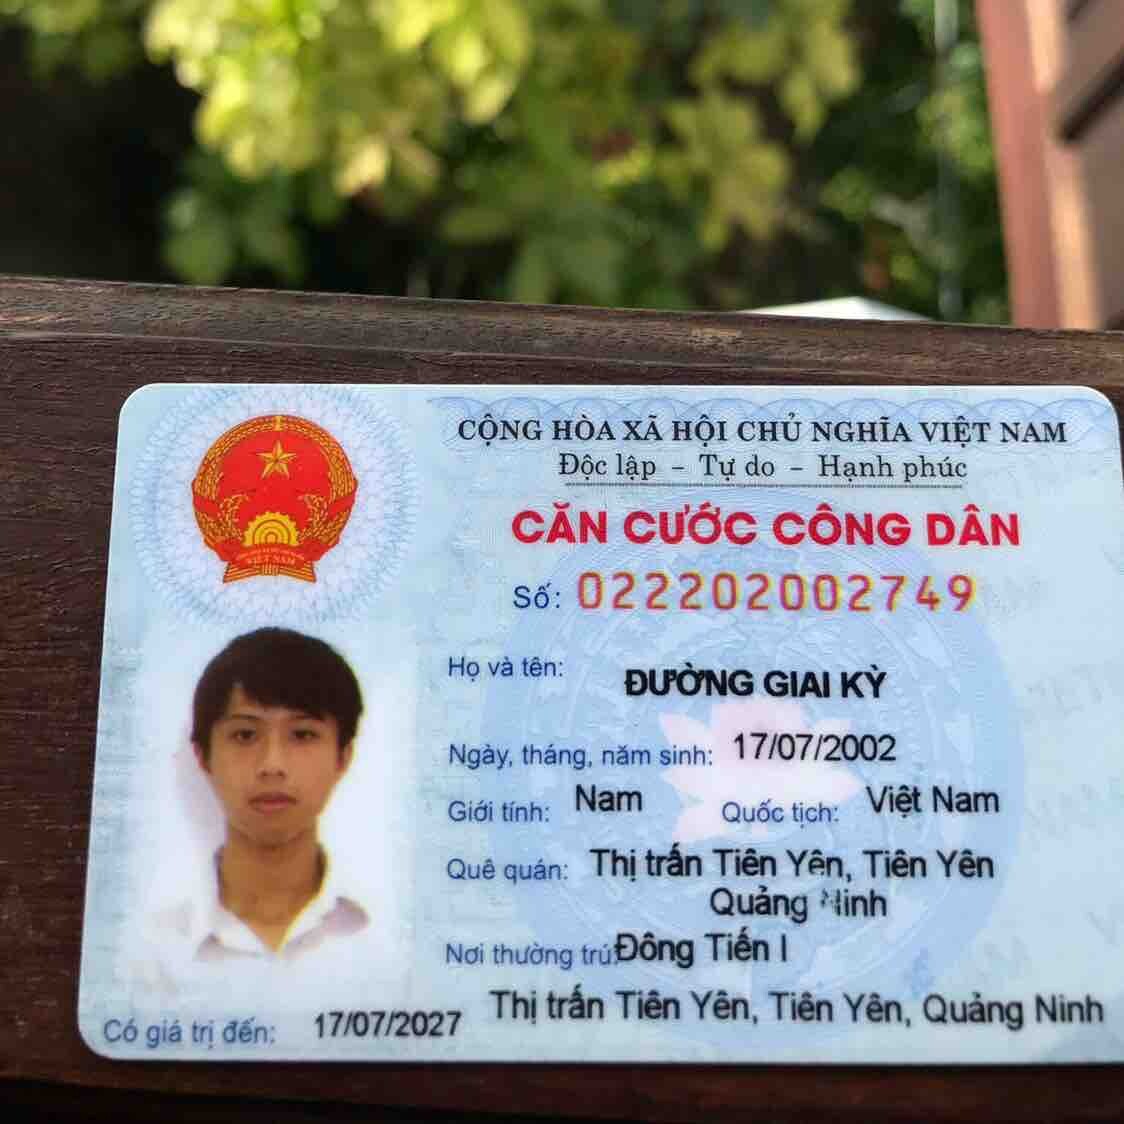 CỘNG HÒA XÃ HỘI CHỦ NGHĨA VIỆT NAM
Độc lập – Tự do – Hạnh phúc
CĂN CƯỚC CÔNG DÂN
Số: 022202002749
Họ và tên: ĐƯỜNG GIAI KỲ
Ngày, tháng, năm sinh: 17/07/2002
Giới tính: Nam Quốc tịch: Việt Nam
Quê quán: Thị trấn Tiên Yên, Tiên Yên
Quảng Ninh
Nơi thường trú: Đông Tiến I
Thị trấn Tiên Yên, Tiên Yên, Quảng Ninh
Có giá trị đến: 17/07/2027
VIỆT NAM